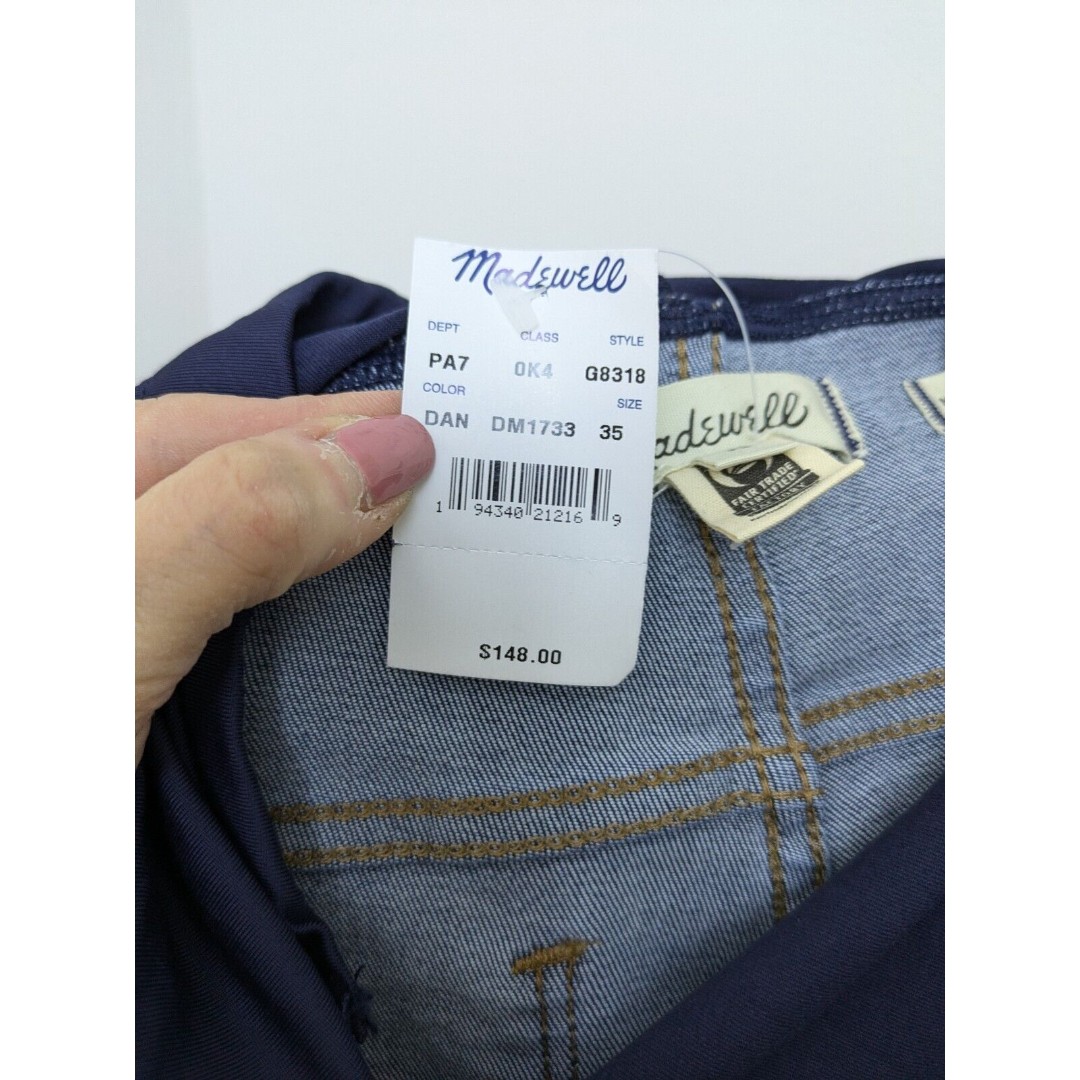 Madewell
DEPT CLASS STYLE
PA7 0K4 G8318
COLOR SIZE
DAN DM1733 35
1 94340 21216 9
$148.00
adewell
FAIR TRADE
CERTIFIED
FACTORY